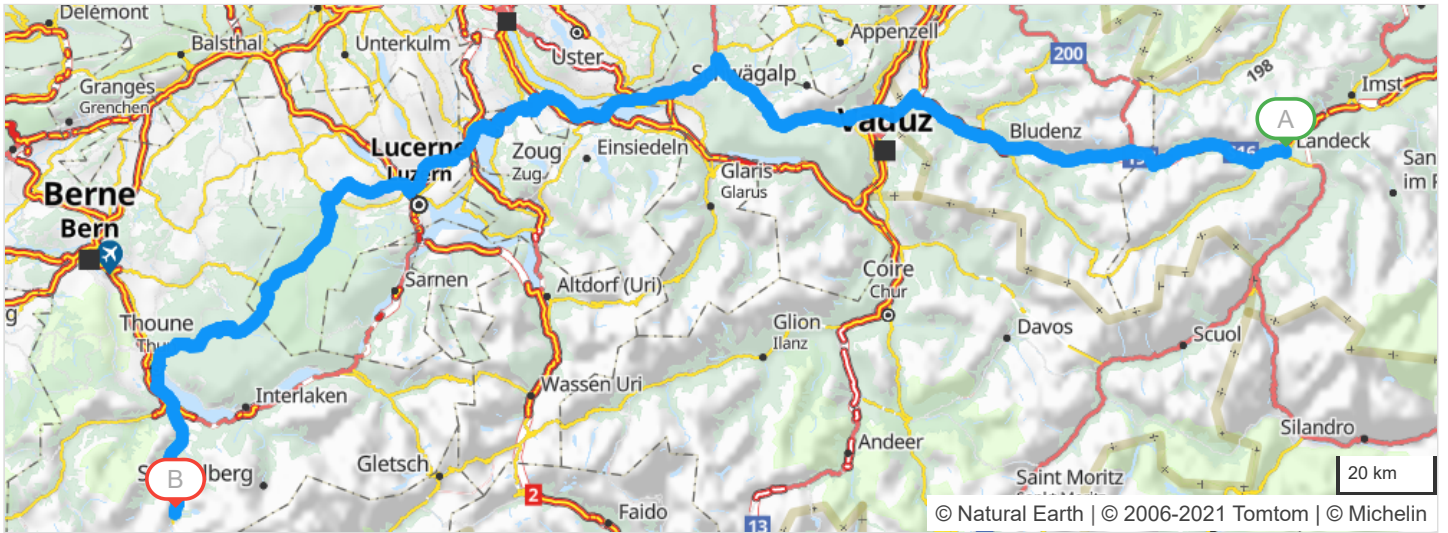 Delémont
Balsthal
Unterkulm
Uster
Appenzell
200
198
Granges
Grenchen
Imst
Vaduz
Bludenz
A
Landeck
Lucerne
Luzern
Zoug
Zug
Einsiedeln
Glaris
Glarus
Berne
Bern
Sarnen
Altdorf (Uri)
Coire
Chur
Thoune
Glion
Ilanz
Davos
Scuol
Interlaken
Wassen Uri
Silandro
B
Gletsch
Andeer
Saint Moritz
2
Faido
13
20 km
© Natural Earth | © 2006-2021 Tomtom | © Michelin